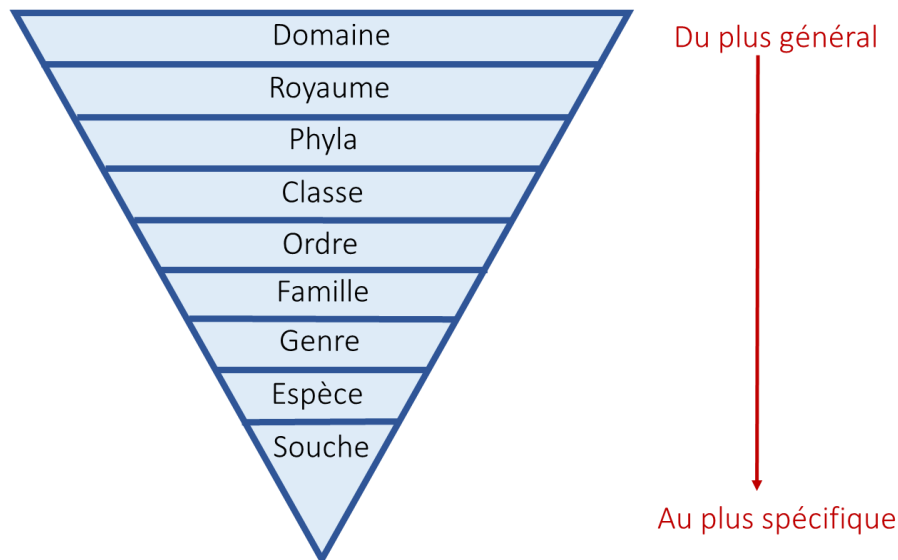 Domaine
Royaume
Phyla
Classe
Ordre
Famille
Genre
Espèce
Souche
Du plus général
Au plus spécifique